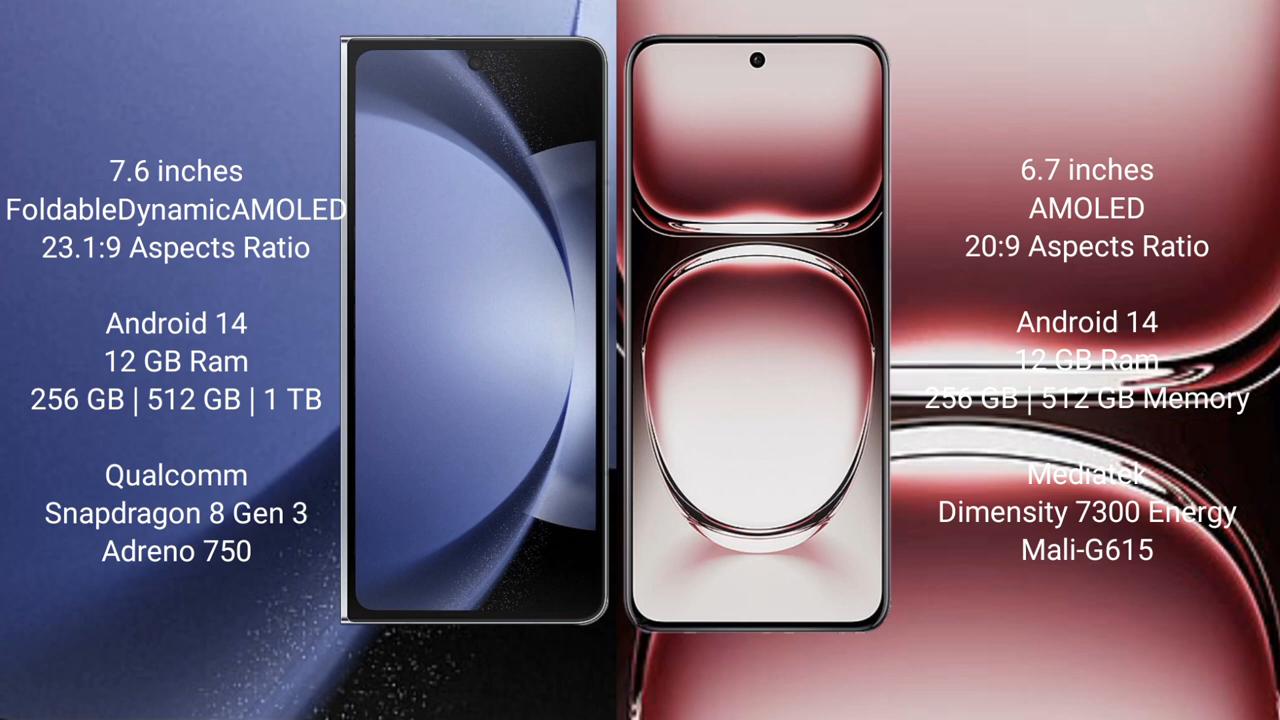 7.6 inches
FoldableDynamicAMOLED
23.1:9 Aspects Ratio
Android 14
12 GB Ram
256 GB | 512 GB | 1 TB
Qualcomm
Snapdragon 8 Gen 3
Adreno 750
6.7 inches
AMOLED
20:9 Aspects Ratio
Android 14
12 GB Ram
256 GB | 512 GB Memory
Mediatek
Dimensity 7300 Energy
Mali-G615